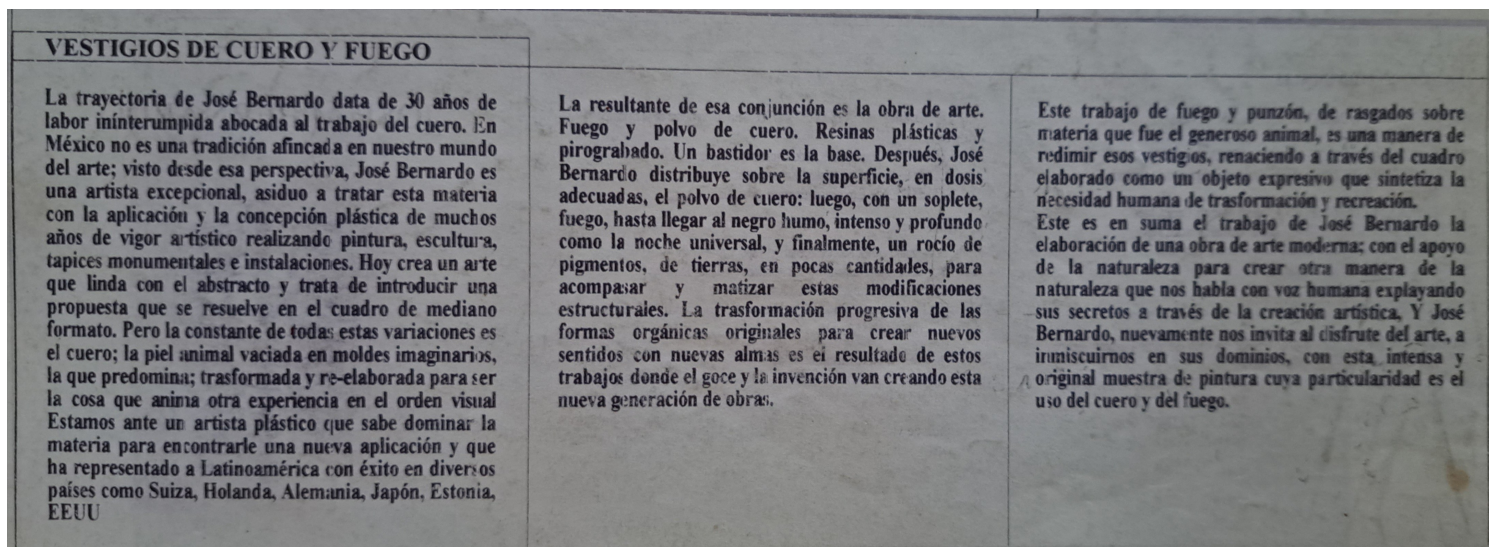 VESTIGIOS DE CUERO Y FUEGO
La trayectoria de José Bernardo data de 30 años de
labor ininterumpida abocada al trabajo del cuero. En
México no es una tradición afincada en nuestro mundo
del arte; visto desde esa perspectiva, José Bernardo es
una artista excepcional, asiduo a tratar esta materia
con la aplicación y la concepción plástica de muchos
años de vigor artístico realizando pintura, escultura,
tapices monumentales e instalaciones. Hoy crea un arte
que linda con el abstracto y trata de introducir una
propuesta que se resuelve en el cuadro de mediano
formato. Pero la constante de todas estas variaciones es
el cuero; la piel animal vaciada en moldes imaginarios,
la que predomina; trasformada y re-elaborada para ser
la cosa que anima otra experiencia en el orden visual
Estamos ante un artista plástico que sabe dominar la
materia para encontrarle una nueva aplicación y que
ha representado a Latinoamérica con éxito en diversos
países como Suiza, Holanda, Alemania, Japón, Estonia,
EEUU
La resultante de esa conjunción es la obra de arte.
Fuego y polvo de cuero. Resinas plásticas y
pirograbado. Un bastidor es la base. Después, José
Bernardo distribuye sobre la superficie, en dosis
adecuadas, el polvo de cuero: luego, con un soplete,
fuego, hasta llegar al negro humo, intenso y profundo
como la noche universal, y finalmente, un rocío de
pigmentos, de tierras, en pocas cantidades, para
acompasar y matizar estas modificaciones
estructurales. La trasformación progresiva de las
formas orgánicas originales para crear nuevos
sentidos con nuevas almas es el resultado de estos
trabajos donde el goce y la invención van creando esta
nueva generación de obras.
Este trabajo de fuego y punzón, de rasgados sobre
materia que fue el generoso animal, es una manera de
redimir esos vestigios, renaciendo a través del cuadro
elaborado como un objeto expresivo que sintetiza la
necesidad humana de trasformación y recreación.
Este es en suma el trabajo de José Bernardo la
elaboración de una obra de arte moderna; con el apoyo
de la naturaleza para crear otra manera de la
naturaleza que nos habla con voz humana explayando
sus secretos a través de la creación artística, Y José
Bernardo, nuevamente nos invita al disfrute del arte, a
inmiscuirnos en sus dominios, con esta intensa y
original muestra de pintura cuya particularidad es el
uso del cuero y del fuego.